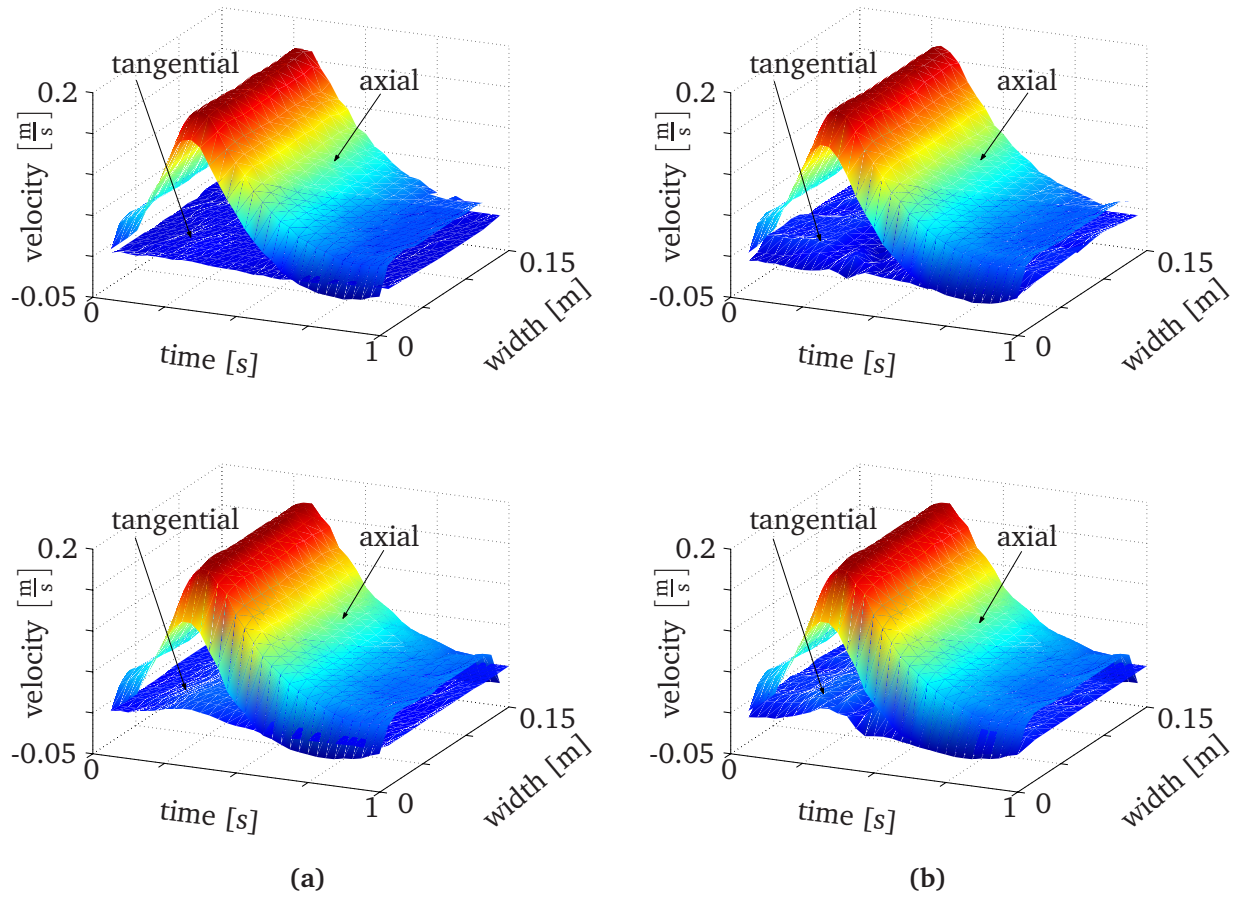 tangential
axial
0.2
velocity [m/s]
-0.05
0
time [s]
1
0
width [m]
0.15
tangential
axial
0.2
velocity [m/s]
-0.05
0
time [s]
1
0
width [m]
0.15
tangential
axial
0.2
velocity [m/s]
-0.05
0
time [s]
1
0
width [m]
0.15
tangential
axial
0.2
velocity [m/s]
-0.05
0
time [s]
1
0
width [m]
0.15
(a)
(b)